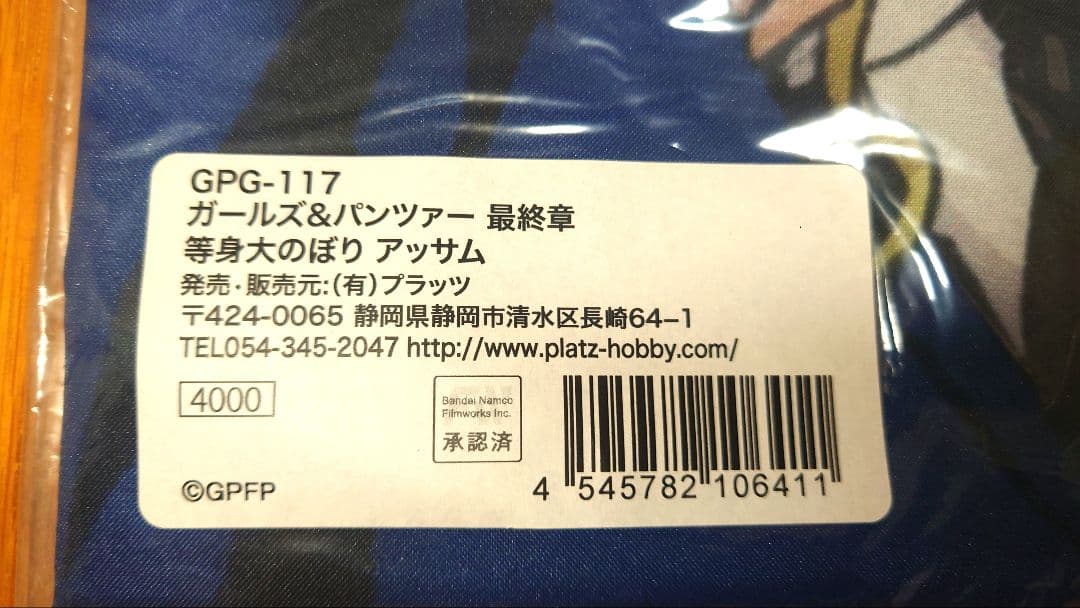 GPG-117
ガールズ&パンツァー 最終章
等身大のぼり アッサム
発売・販売元:(有)プラッツ
〒424-0065 静岡県静岡市清水区長崎64-1
TEL054-345-2047 http://www.platz-hobby.com/
4000
Bandai Namco
Filmworks Inc.
承認済
©GPFP
4 545782 106411